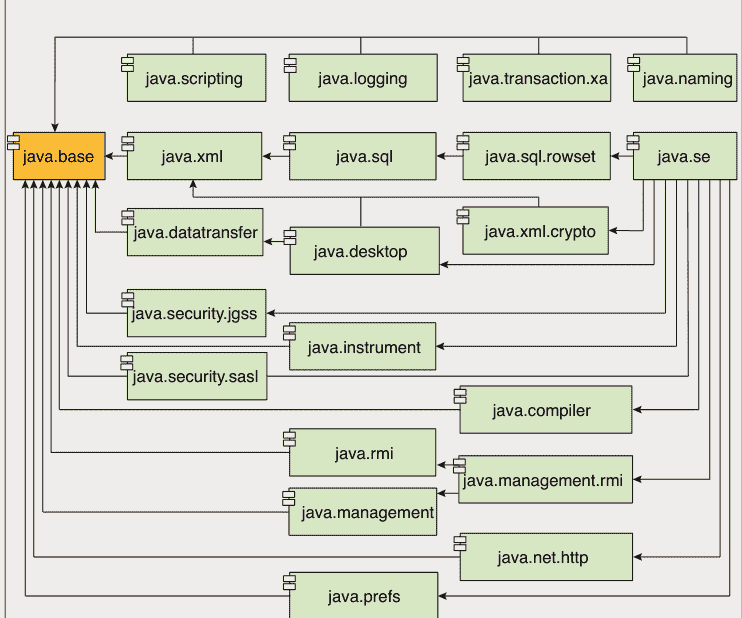 java.scripting
java.logging
java.transaction.xa
java.naming
java.base
java.xml
java.sql
java.sql.rowset
java.se
java.datatransfer
java.desktop
java.xml.crypto
java.security.jgss
java.instrument
java.security.sasl
java.compiler
java.rmi
java.management.rmi
java.management
java.net.http
java.prefs